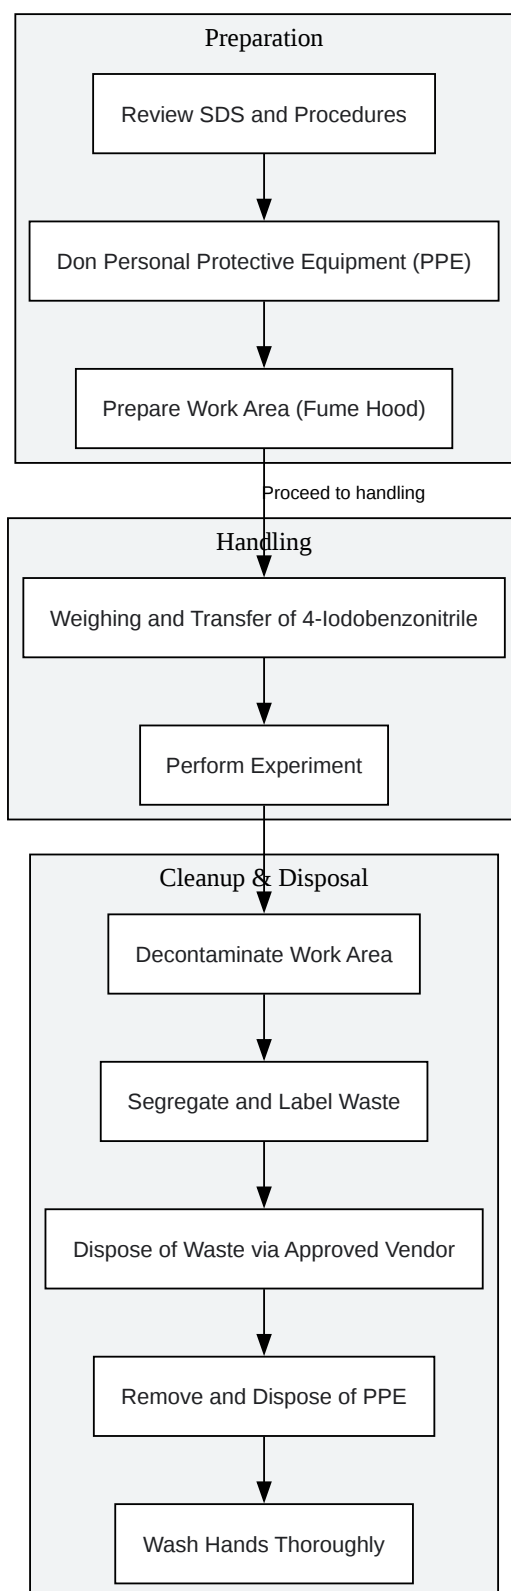 Preparation
Review SDS and Procedures
Don Personal Protective Equipment (PPE)
Prepare Work Area (Fume Hood)
Proceed to handling
Handling
Weighing and Transfer of 4-Iodobenzonitrile
Perform Experiment
Cleanup & Disposal
Decontaminate Work Area
Segregate and Label Waste
Dispose of Waste via Approved Vendor
Remove and Dispose of PPE
Wash Hands Thoroughly